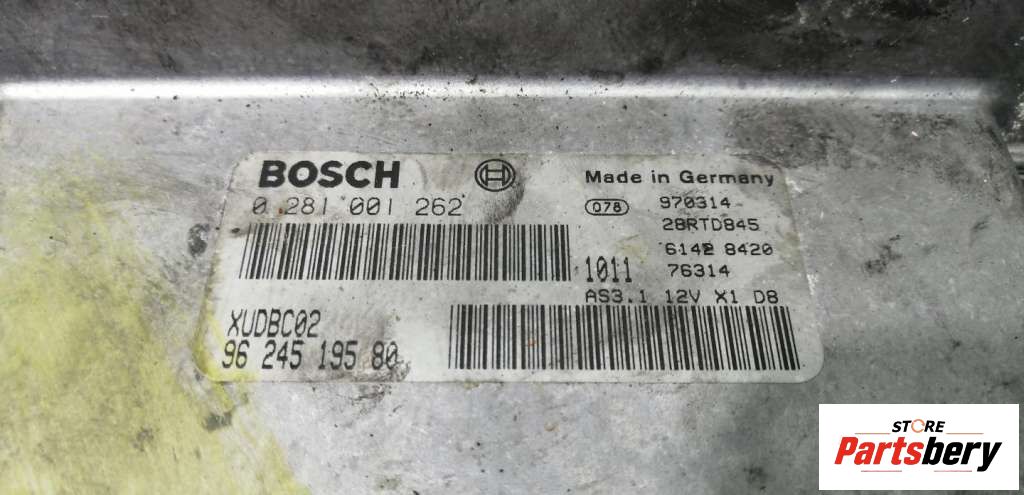 BOSCH
Made in Germany
0 281 001 262
Q78 970314
28RTD845
6142 8420
1011 76314
AS3.1 12V X1 D8
XUDBC02
96 245 195 80
STORE
Partsbery